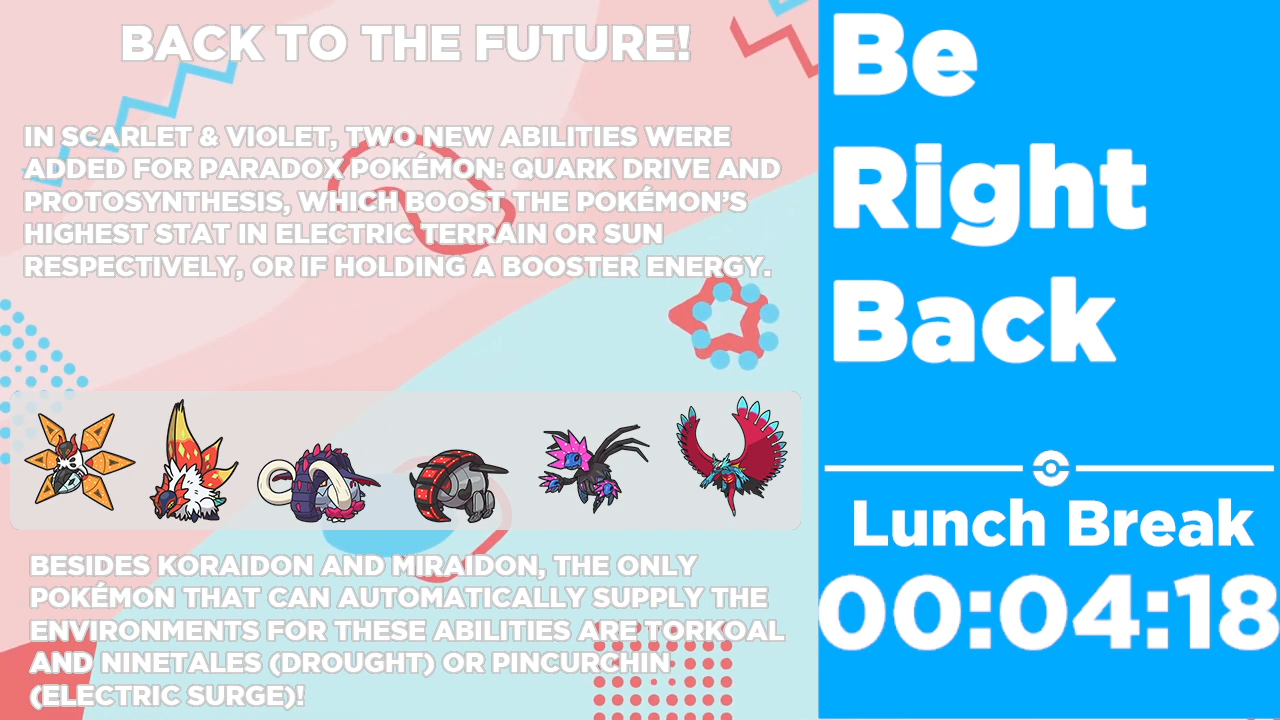 BACK TO THE FUTURE!
IN SCARLET & VIOLET, TWO NEW ABILITIES WERE
ADDED FOR PARADOX POKÉMON: QUARK DRIVE AND
PROTOSYNTHESIS, WHICH BOOST THE POKÉMON'S
HIGHEST STAT IN ELECTRIC TERRAIN OR SUN
RESPECTIVELY, OR IF HOLDING A BOOSTER ENERGY.
BESIDES KORAIDON AND MIRAIDON, THE ONLY
POKÉMON THAT CAN AUTOMATICALLY SUPPLY THE
ENVIRONMENTS FOR THESE ABILITIES ARE TORKOAL
AND NINETALES (DROUGHT) OR PINCURCHIN
(ELECTRIC SURGE)!
Be
Right
Back
Lunch Break
00:04:18